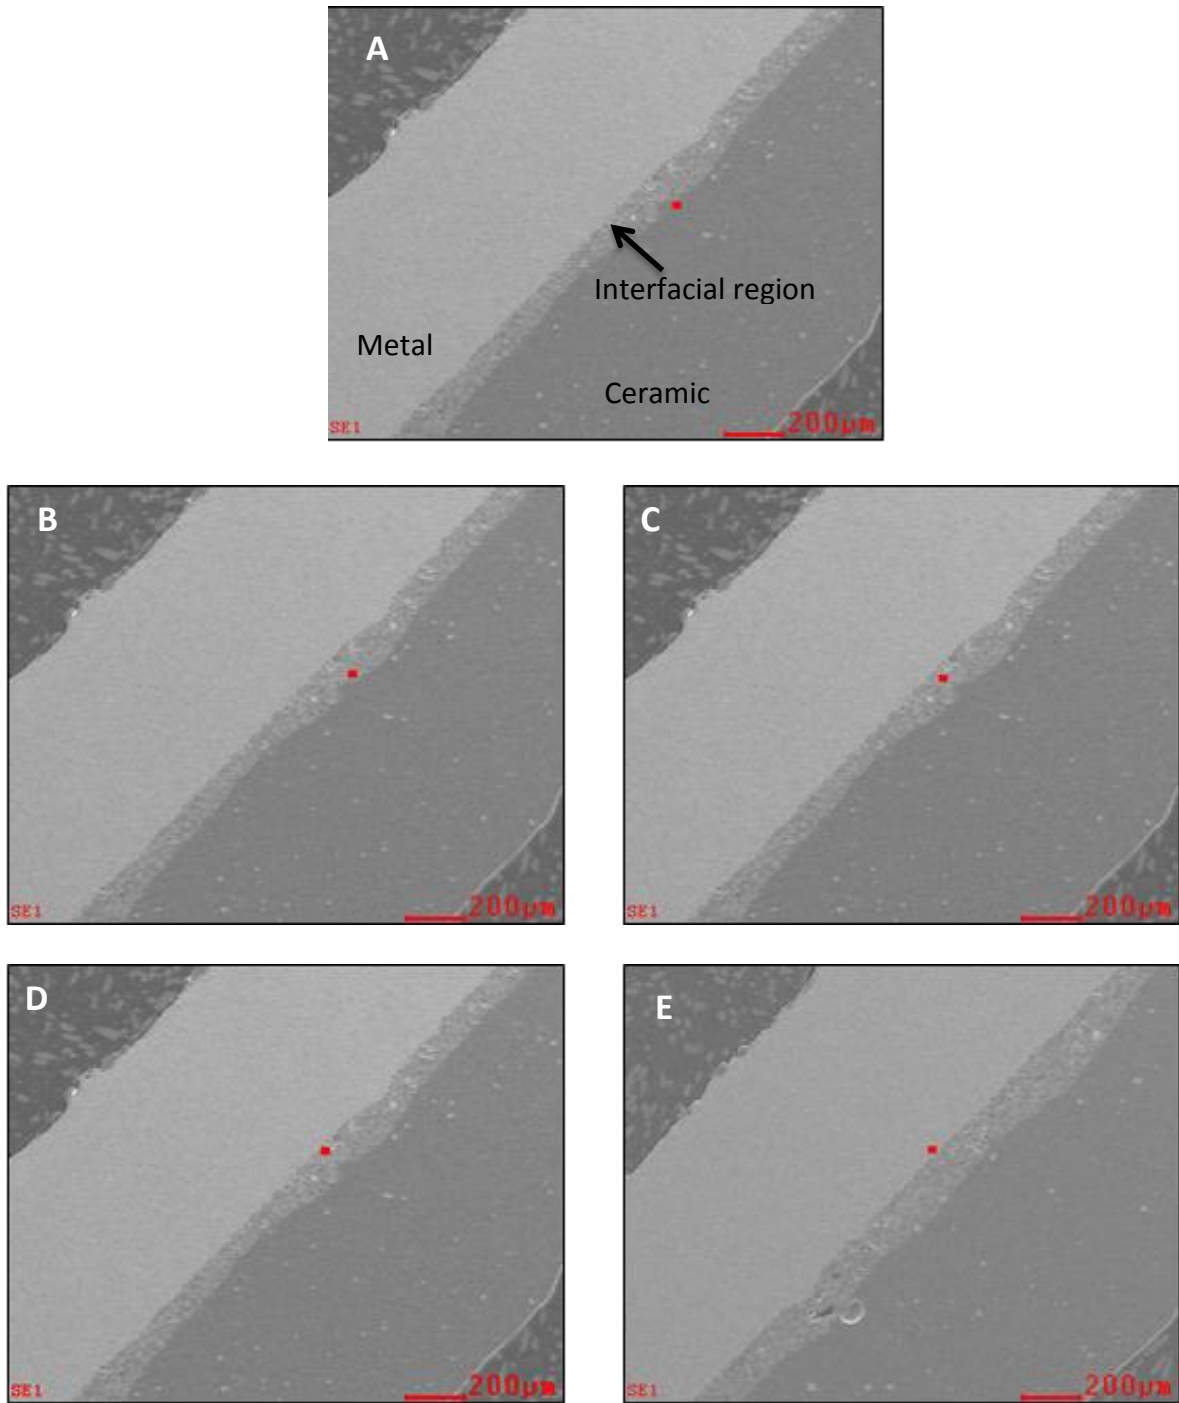 A
Interfacial region
Metal
Ceramic
SE1
200μm
B
C
SE1
200μm
SE1
200μm
D
E
SE1
200μm
SE1
200μm